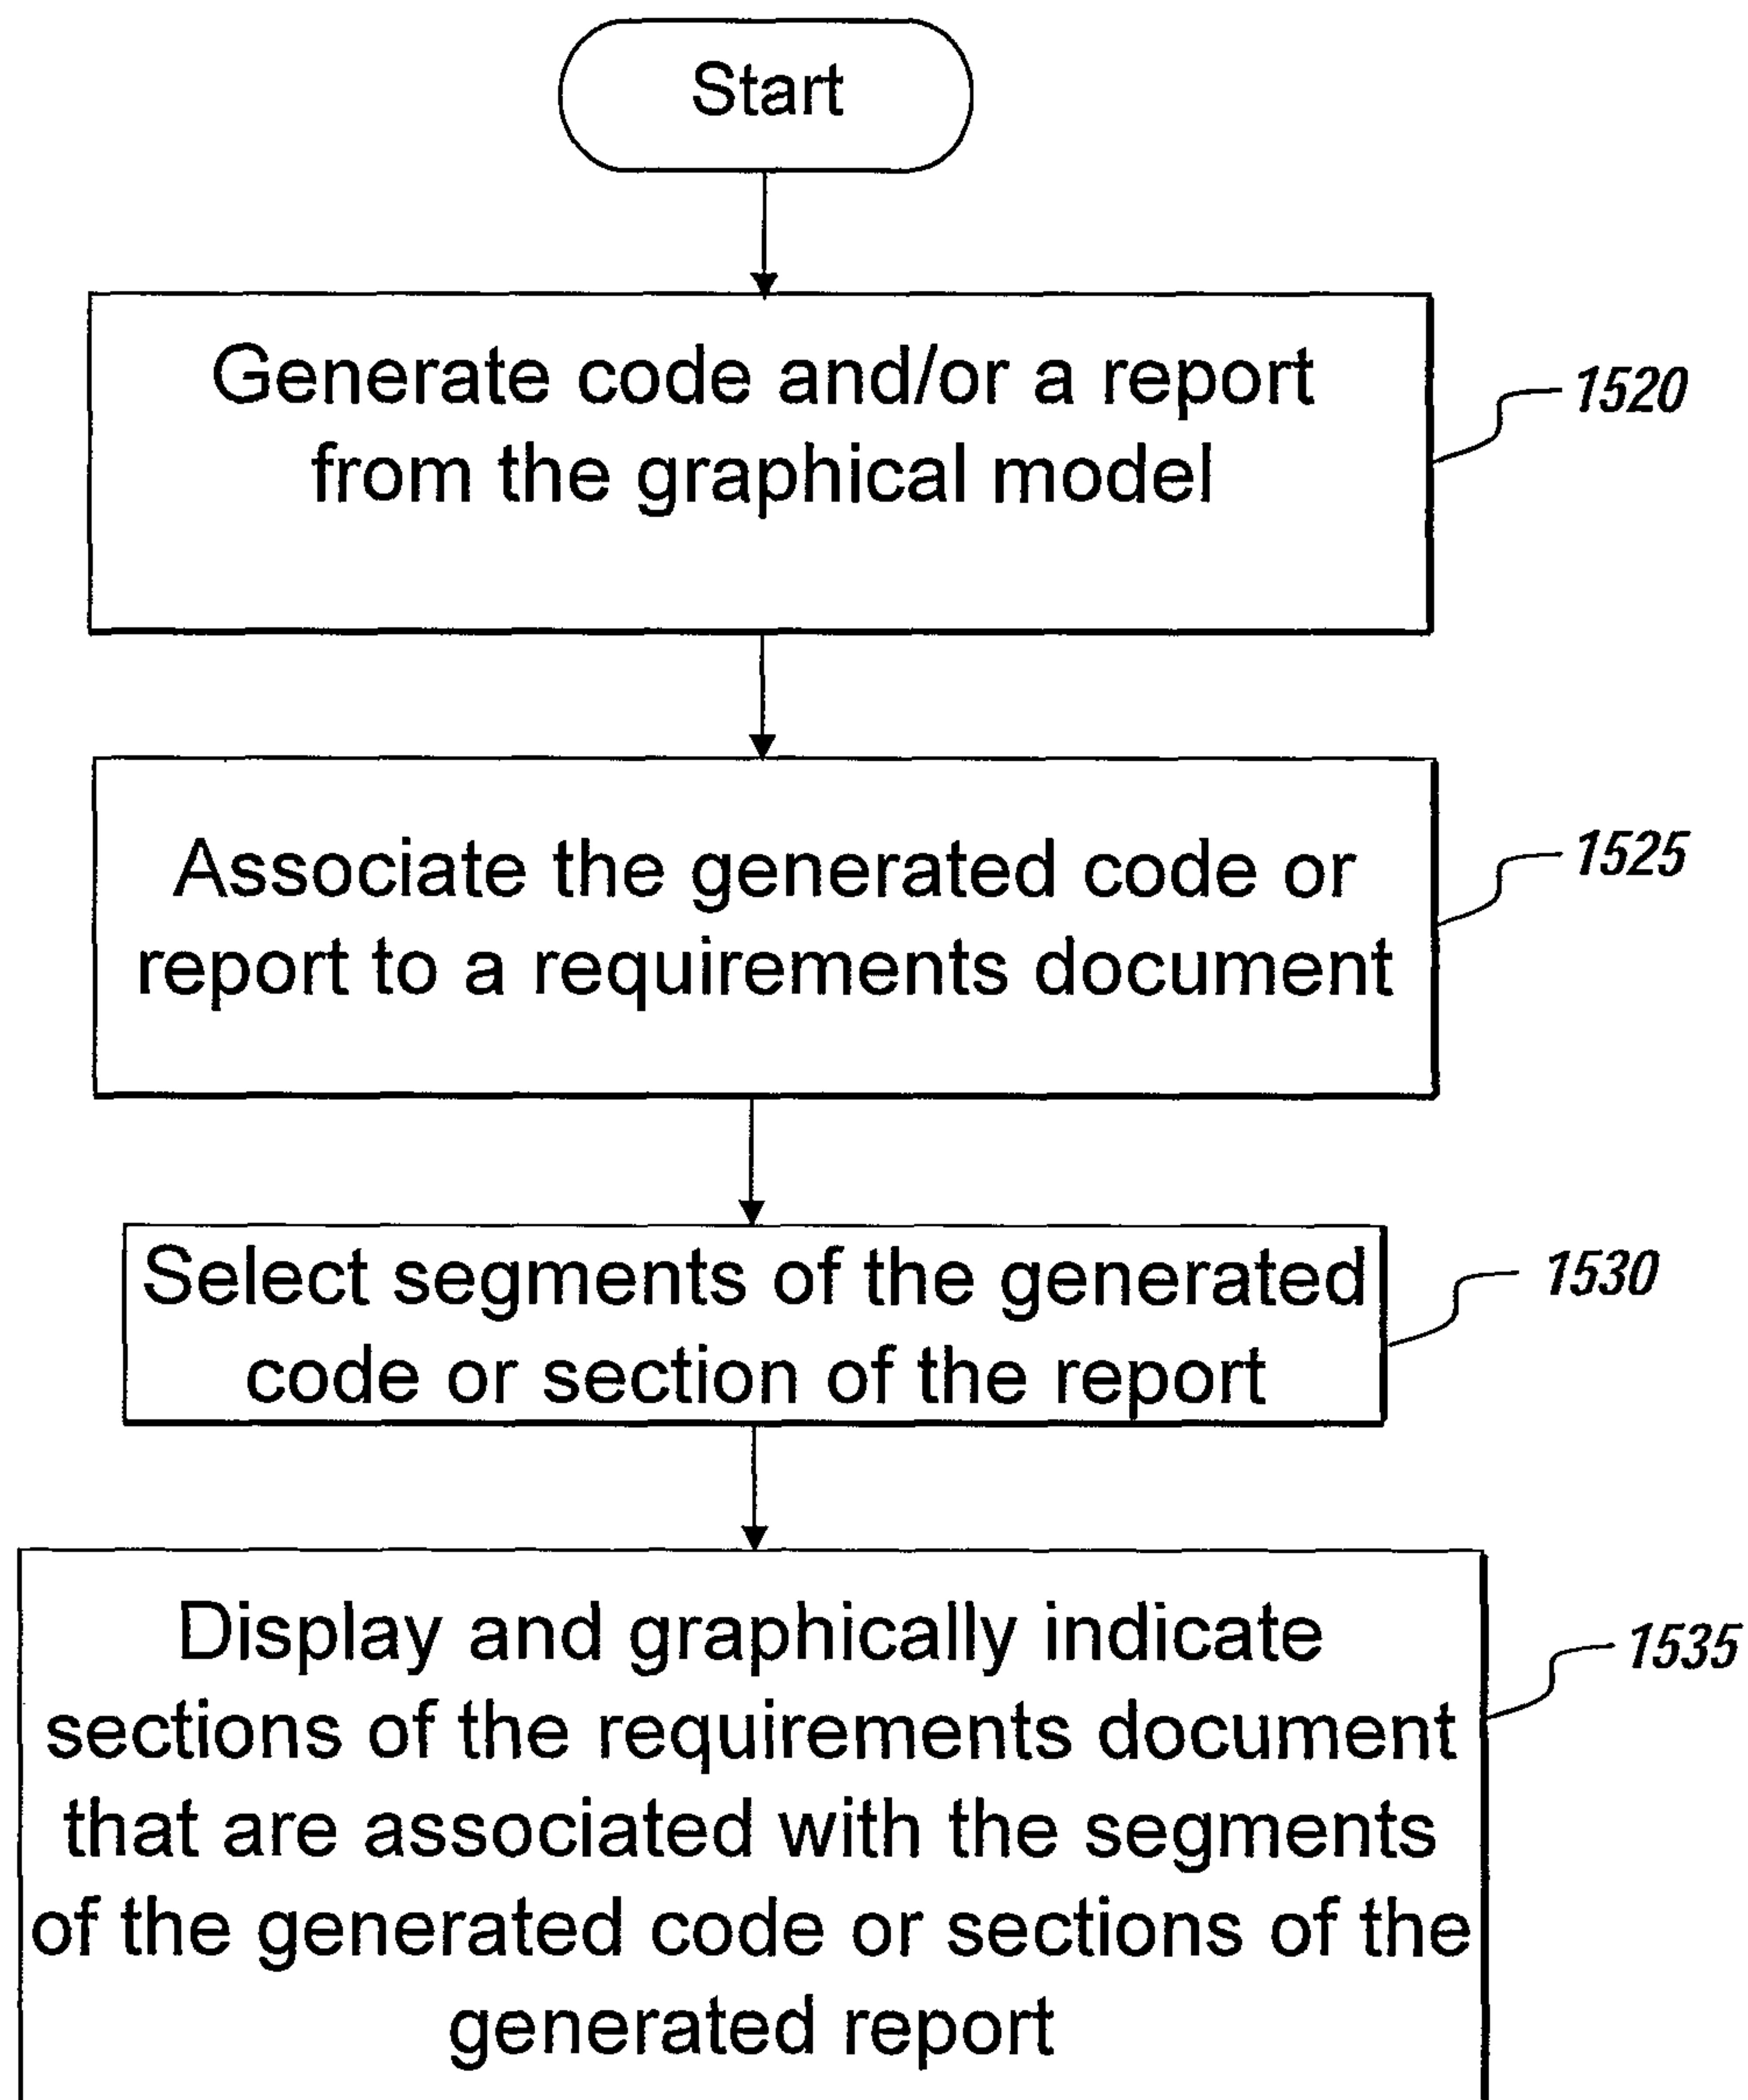 Start
Generate code and/or a report
from the graphical model
1520
Associate the generated code or
report to a requirements document
1525
Select segments of the generated
code or section of the report
1530
Display and graphically indicate
sections of the requirements document
that are associated with the segments
of the generated code or sections of the
generated report
1535